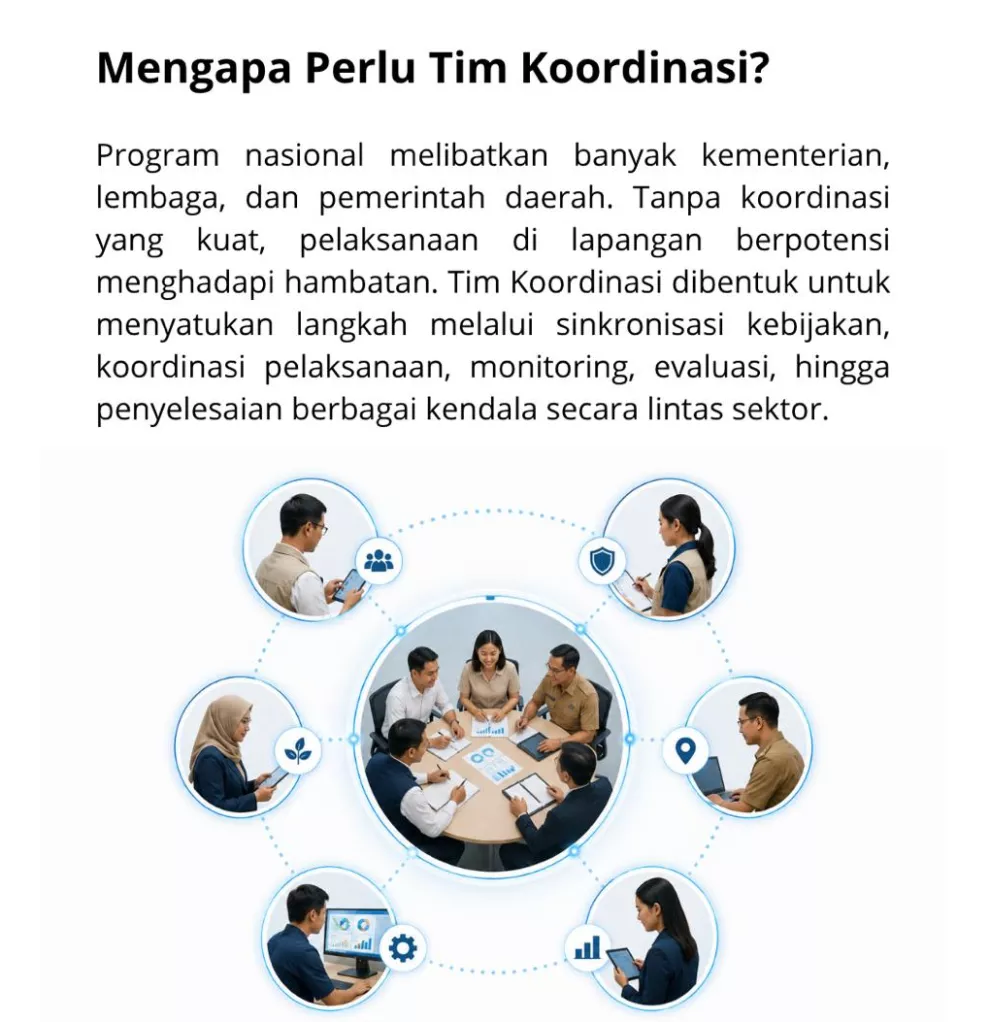 Mengapa Perlu Tim Koordinasi?
Program nasional melibatkan banyak kementerian,
lembaga, dan pemerintah daerah. Tanpa koordinasi
yang kuat, pelaksanaan di lapangan berpotensi
menghadapi hambatan. Tim Koordinasi dibentuk untuk
menyatukan langkah melalui sinkronisasi kebijakan,
koordinasi pelaksanaan, monitoring, evaluasi, hingga
penyelesaian berbagai kendala secara lintas sektor.